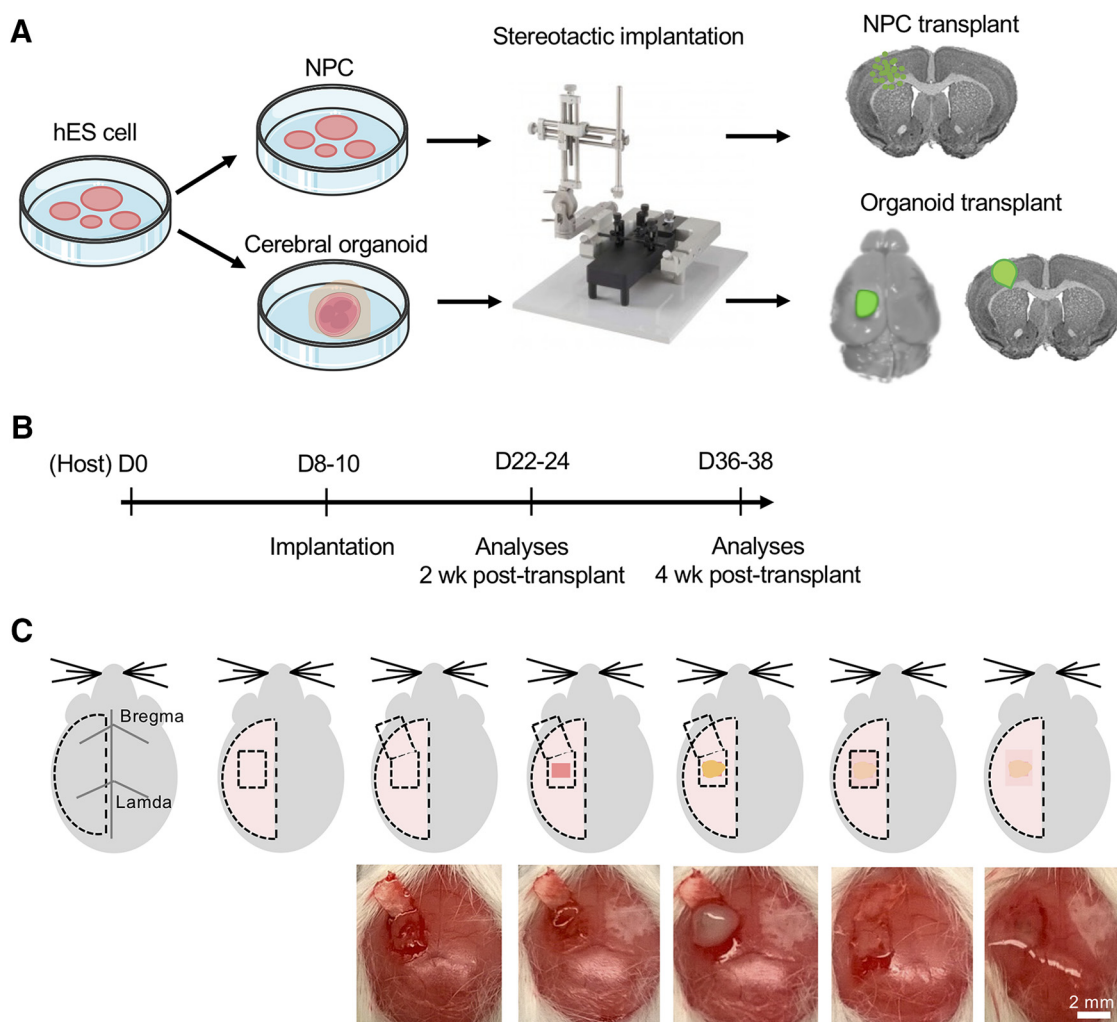 A
hES cell
NPC
Cerebral organoid
Stereotactic implantation
NPC transplant
Organoid transplant
B
(Host) D0
D8-10
D22-24
D36-38
Implantation
Analyses
2 wk post-transplant
Analyses
4 wk post-transplant
C
Bregma
Lamda
2 mm